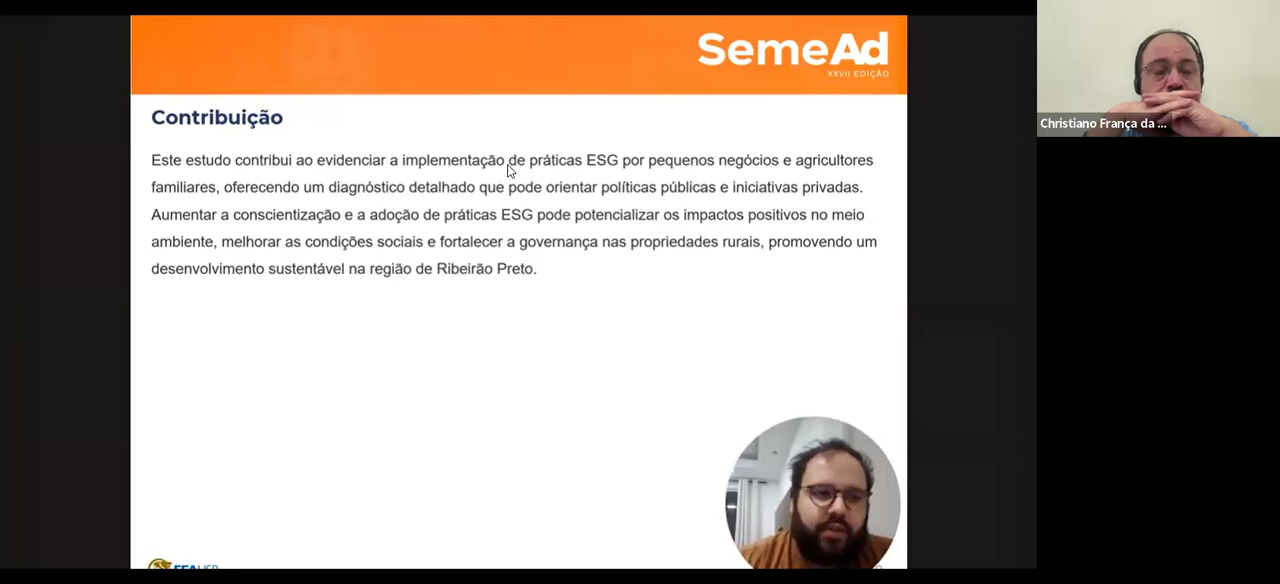 SemeAd
XXVII EDIÇÃO
Contribuição
Este estudo contribui ao evidenciar a implementação de práticas ESG por pequenos negócios e agricultores
familiares, oferecendo um diagnóstico detalhado que pode orientar políticas públicas e iniciativas privadas.
Aumentar a conscientização e a adoção de práticas ESG pode potencializar os impactos positivos no meio
ambiente, melhorar as condições sociais e fortalecer a governança nas propriedades rurais, promovendo um
desenvolvimento sustentável na região de Ribeirão Preto.
Christiano França da ...